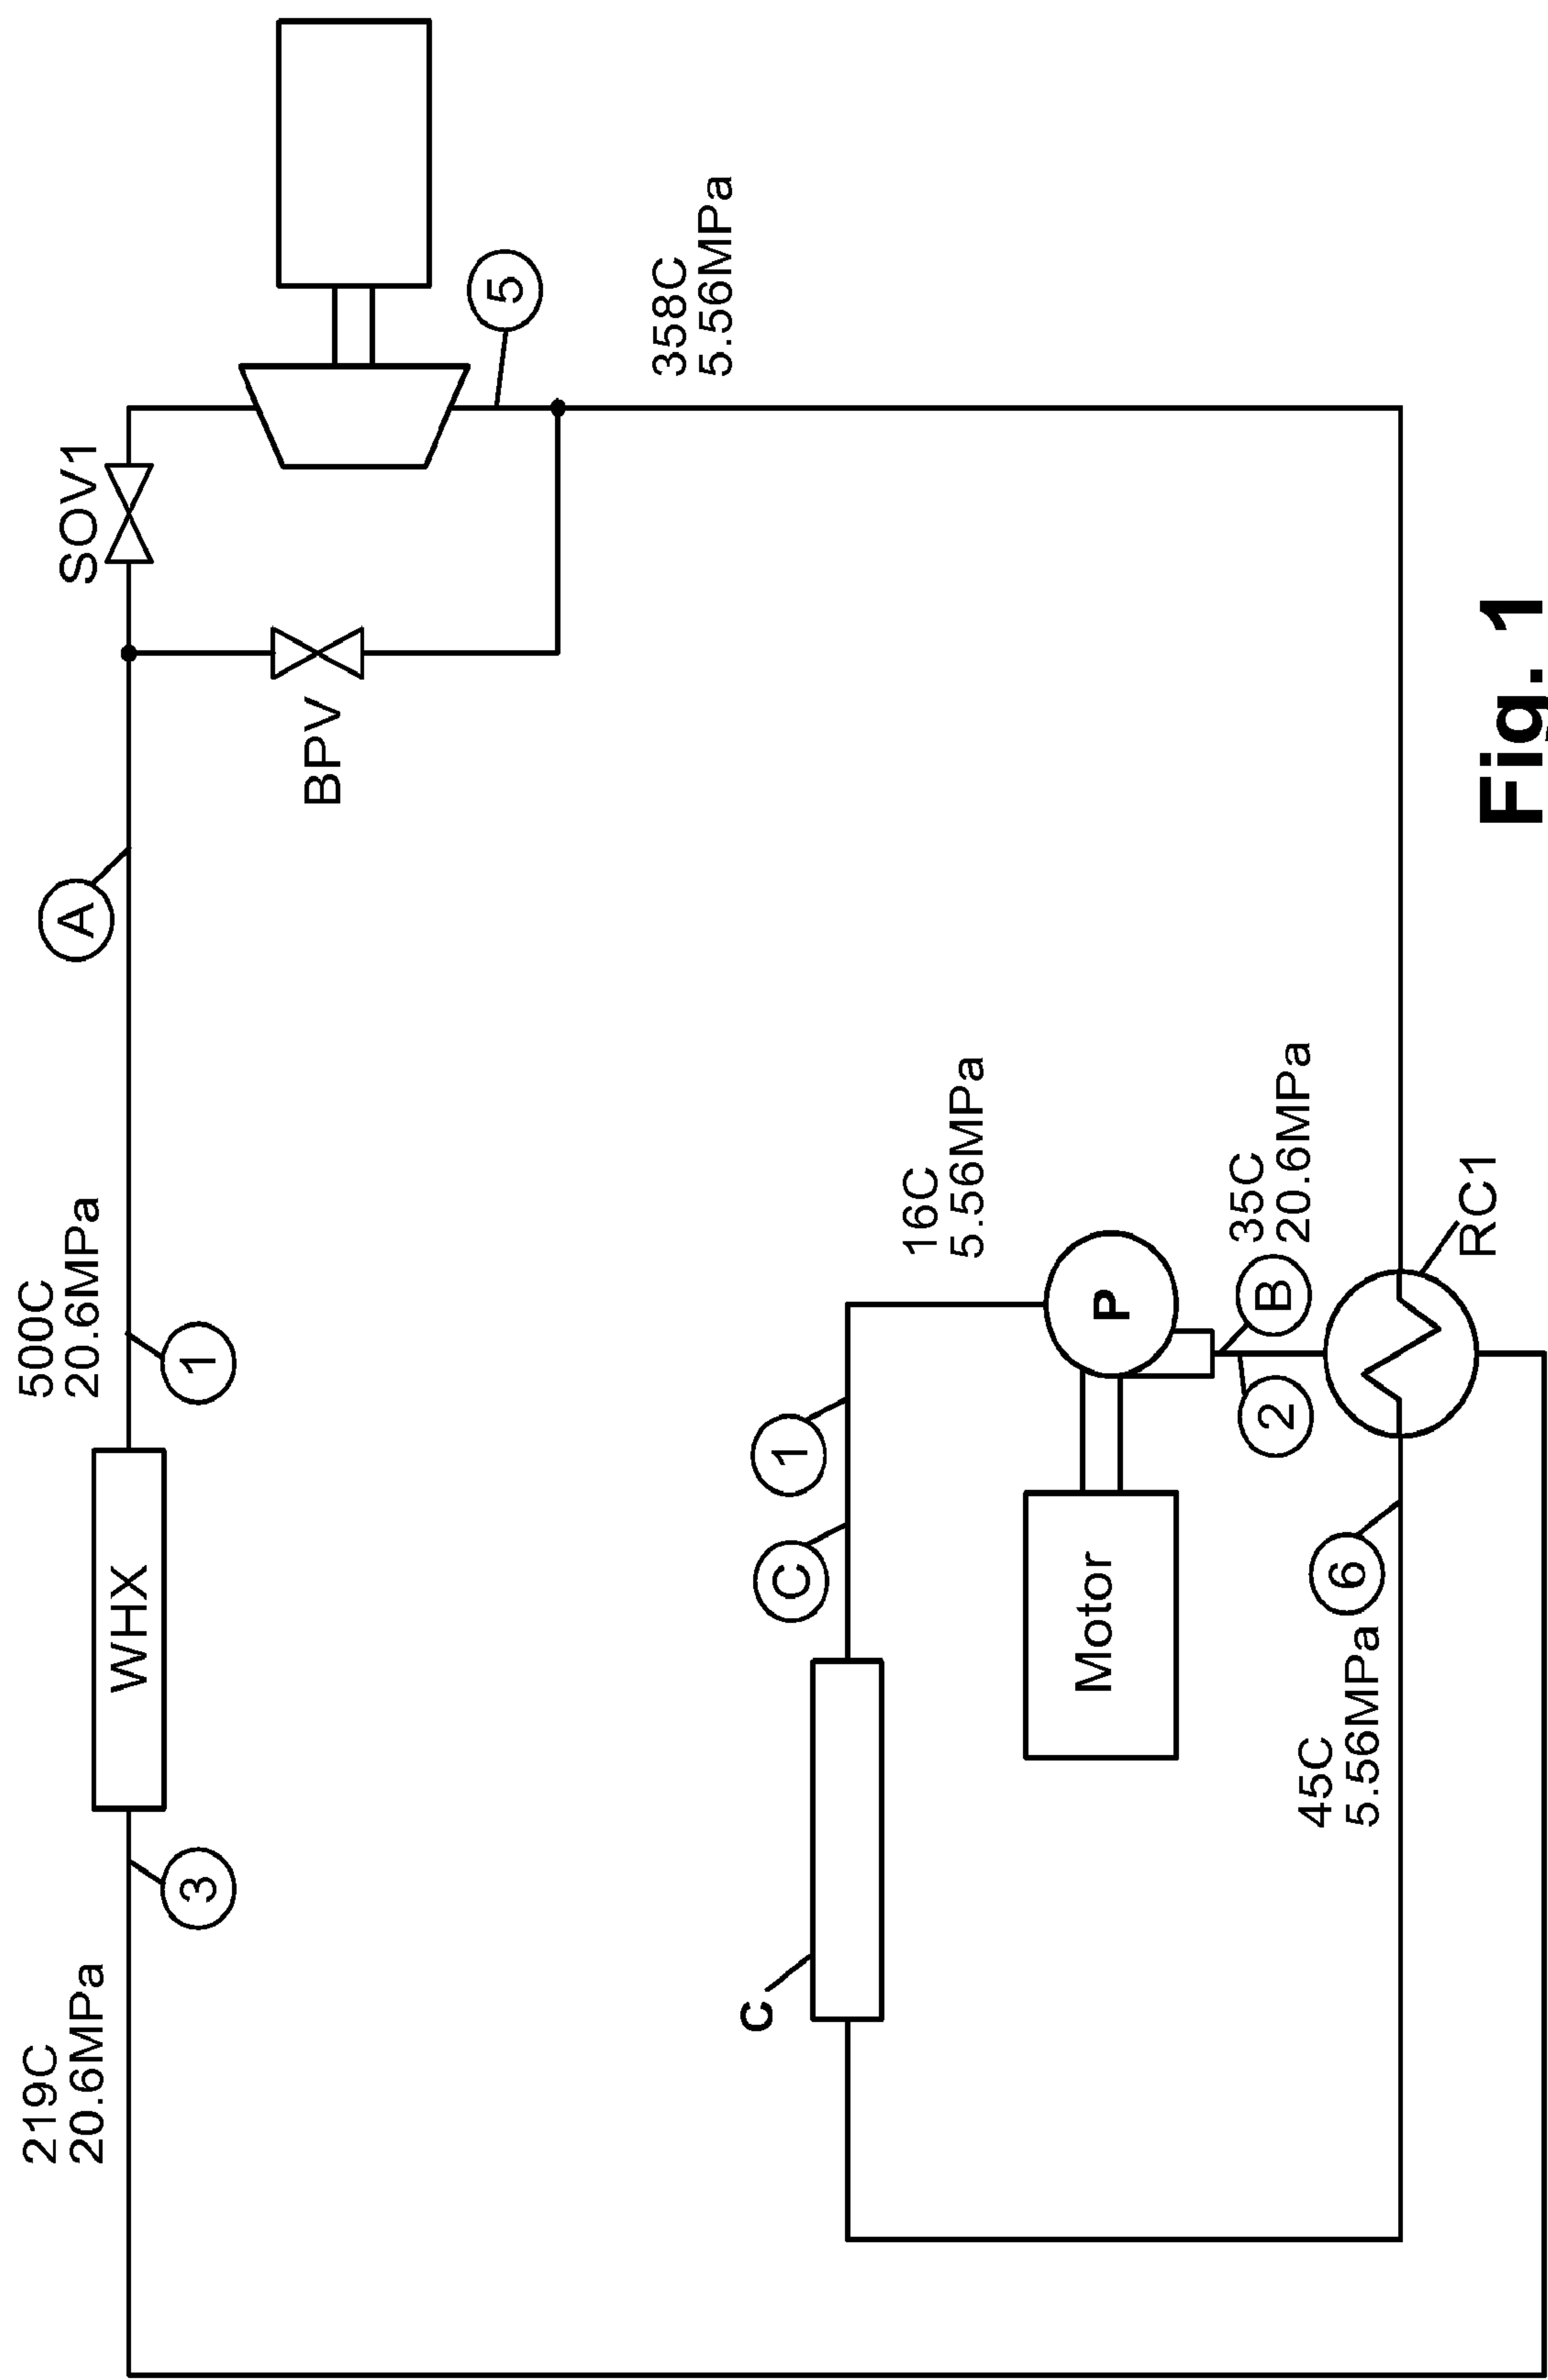 219C
20.6MPa
3
WHX
500C
20.6MPa
1
A
SOV1
BPV
5
358C
5.56MPa
C
C
1
16C
5.56MPa
Motor
P
2
B
35C
20.6MPa
45C
5.56MPa
6
RC1
Fig. 1